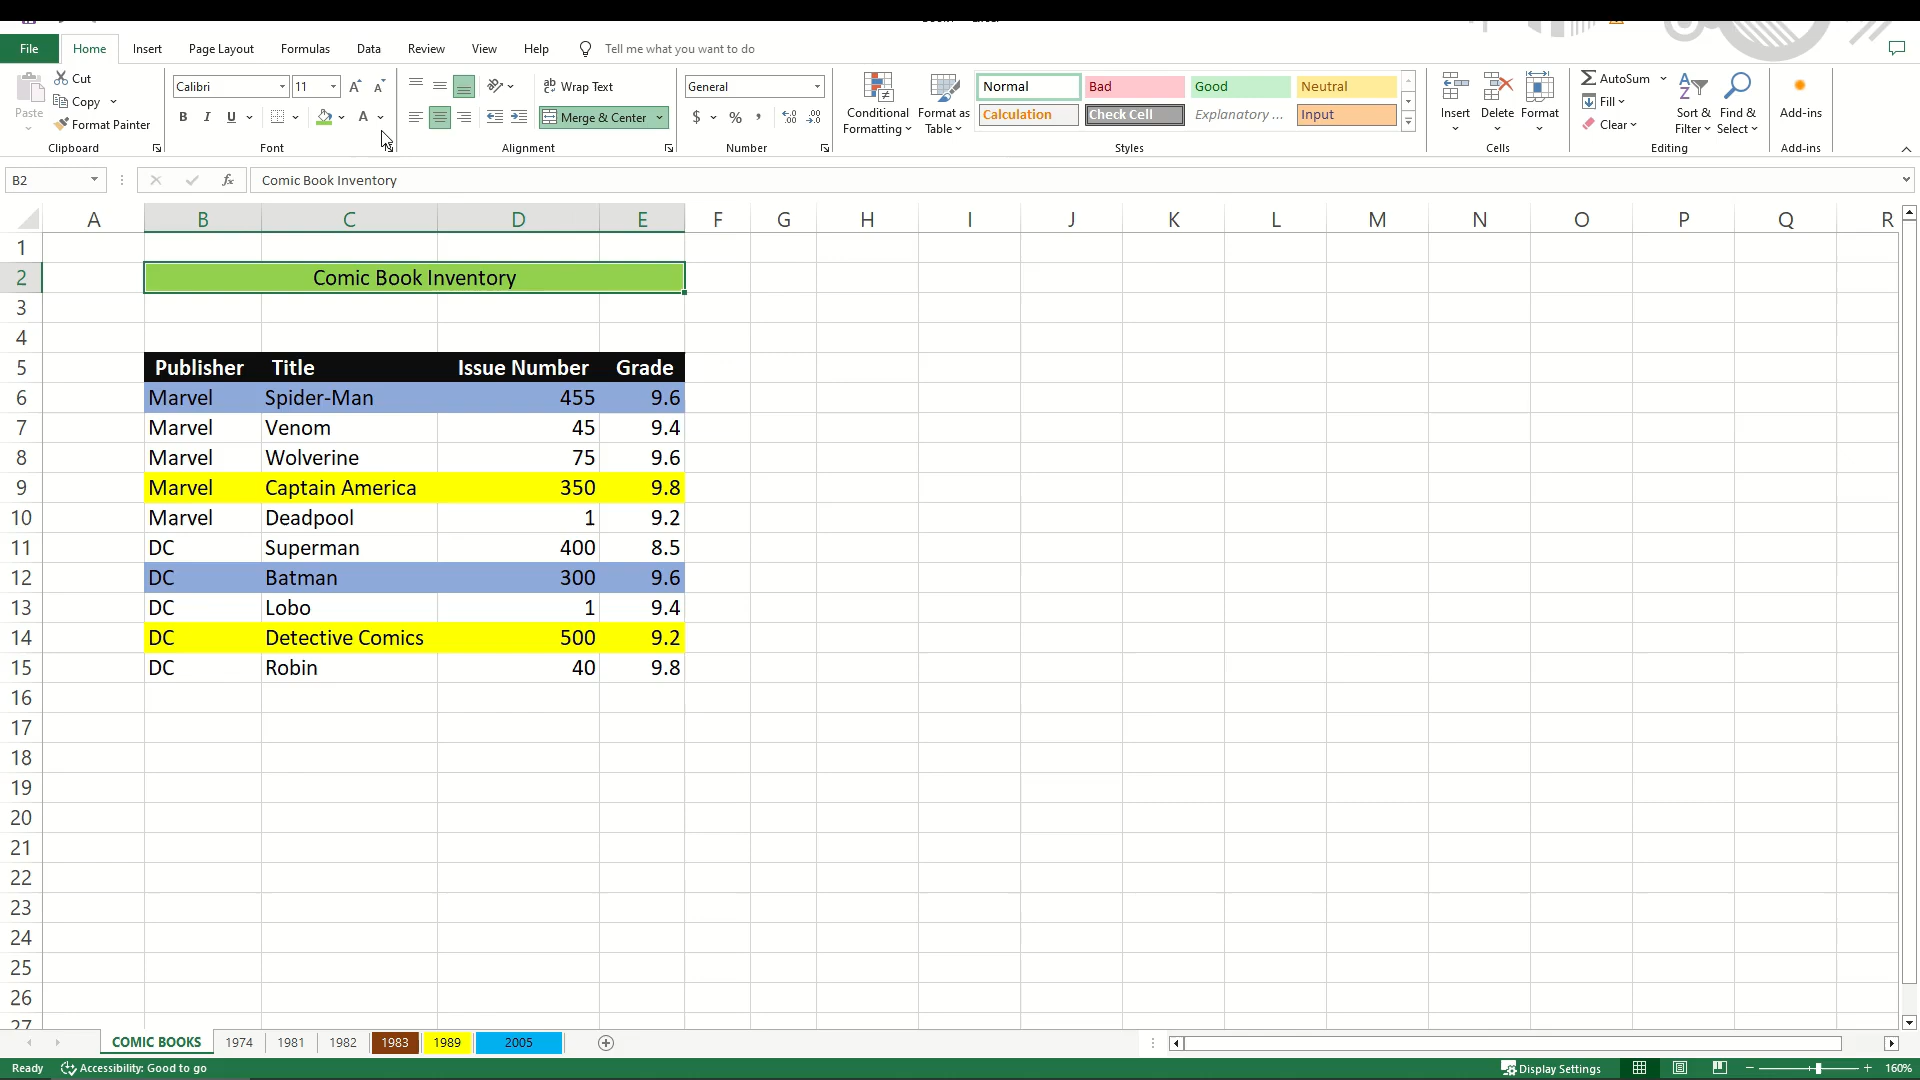 File Home Insert Page Layout Formulas Data Review View Help Tell me what you want to do
Paste Cut Copy Format Painter
Calibri 11
B I U A
Wrap Text
Merge & Center
General
$ % ,
Conditional Formatting Format as Table
Normal Bad Good Neutral
Calculation Check Cell Explanatory ... Input
Insert Delete Format
AutoSum Fill Clear
Sort & Filter Find & Select
Add-ins
Clipboard Font Alignment Number Styles Cells Editing Add-ins
B2 fx Comic Book Inventory
A B C D E F G H I J K L M N O P Q R
1
2 Comic Book Inventory
3
4
5 Publisher Title Issue Number Grade
6 Marvel Spider-Man 455 9.6
7 Marvel Venom 45 9.4
8 Marvel Wolverine 75 9.6
9 Marvel Captain America 350 9.8
10 Marvel Deadpool 1 9.2
11 DC Superman 400 8.5
12 DC Batman 300 9.6
13 DC Lobo 1 9.4
14 DC Detective Comics 500 9.2
15 DC Robin 40 9.8
16
17
18
19
20
21
22
23
24
25
26
27
COMIC BOOKS 1974 1981 1982 1983 1989 2005
Ready Accessibility: Good to go Display Settings 160%